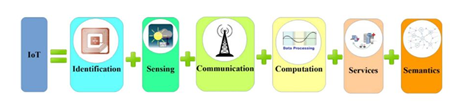 IoT
Identification
Sensing
Communication
Data Processing
Computation
Services
Semantics